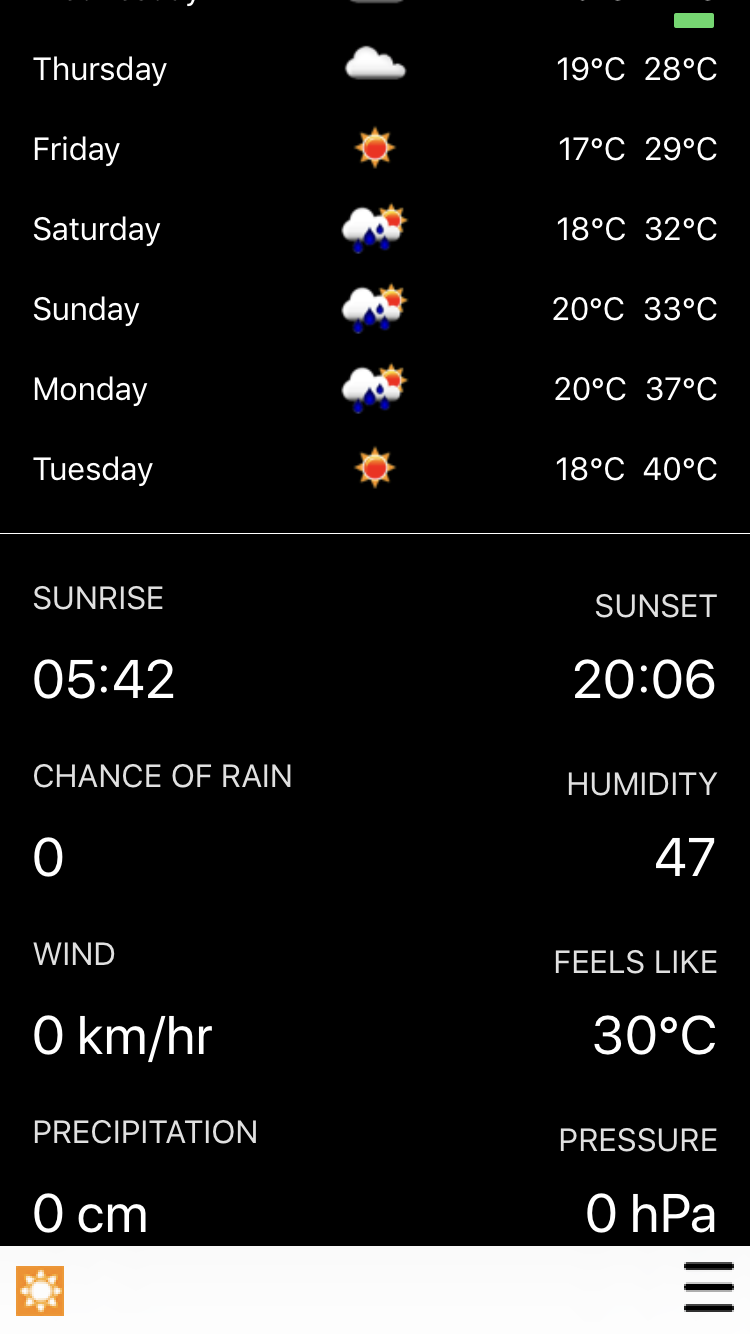 Thursday 19°C 28°C
Friday 17°C 29°C
Saturday 18°C 32°C
Sunday 20°C 33°C
Monday 20°C 37°C
Tuesday 18°C 40°C
SUNRISE SUNSET
05:42 20:06
CHANCE OF RAIN HUMIDITY
0 47
WIND FEELS LIKE
0 km/hr 30°C
PRECIPITATION PRESSURE
0 cm 0 hPa